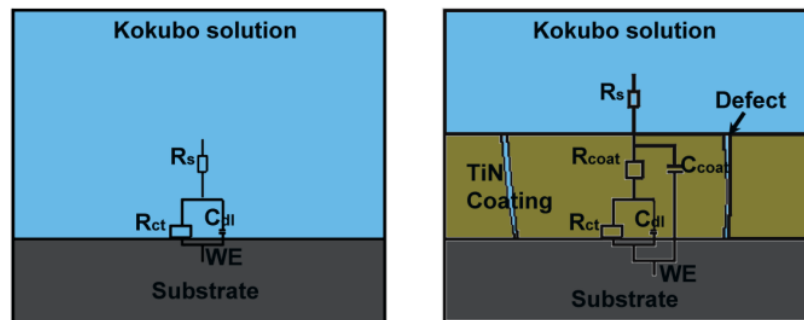 Kokubo solution
Rs
Rct
Cdl
WE
Substrate
Kokubo solution
Rs
Defect
Rcoat
Ccoat
TiN
Coating
Rct
Cdl
WE
Substrate